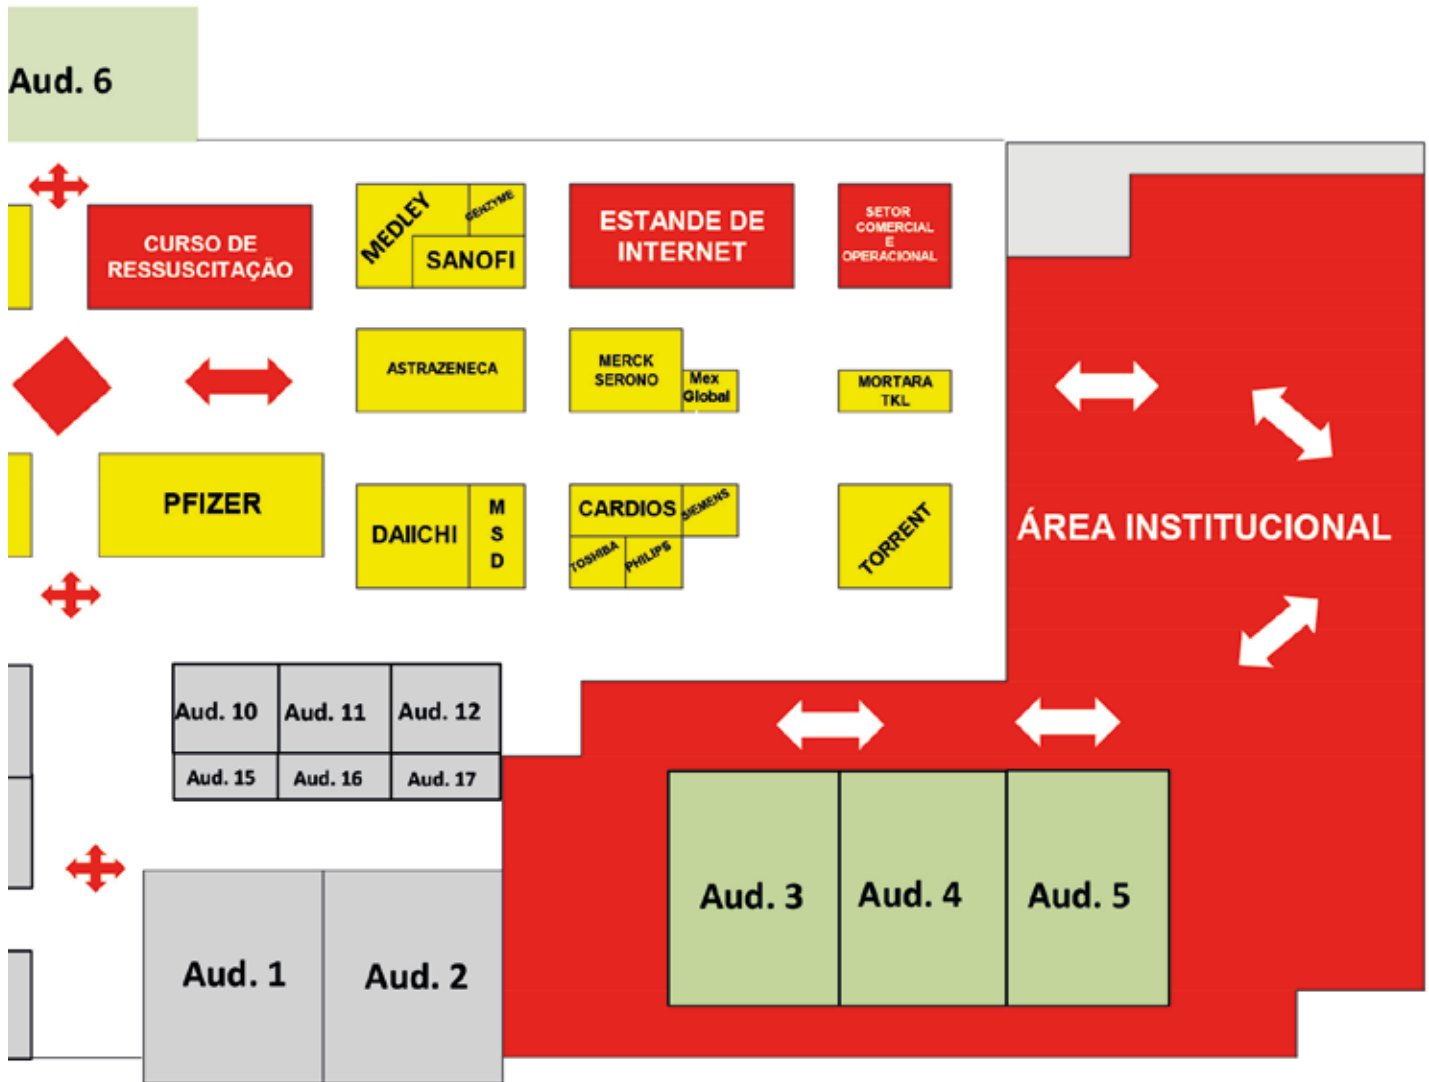 Aud. 6
CURSO DE
RESSUSCITAÇÃO
MEDLEY
GENZYME
SANOFI
ESTANDE DE
INTERNET
SETOR
COMERCIAL
E
OPERACIONAL
ASTRAZENECA
MERCK
SERONO
Mex
Global
MORTARA
TKL
PFIZER
DAIICHI
M
S
D
CARDIOS
SIEMENS
TOSHIBA
PHILIPS
TORRENT
ÁREA INSTITUCIONAL
Aud. 10
Aud. 11
Aud. 12
Aud. 15
Aud. 16
Aud. 17
Aud. 3
Aud. 4
Aud. 5
Aud. 1
Aud. 2